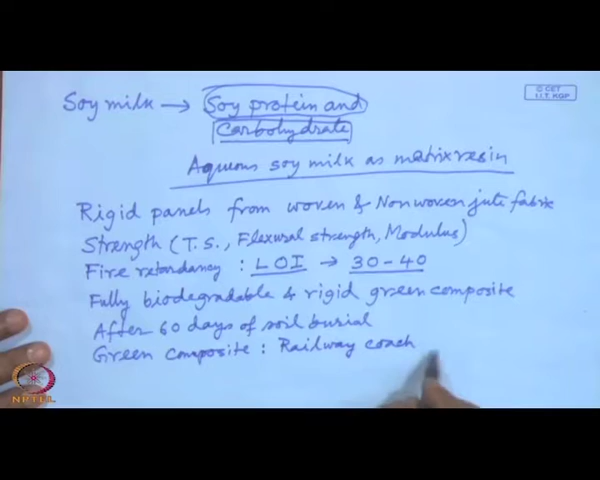 © CET
I.I.T. KGP
Soy milk → Soy protein and
Carbohydrate
Aqueous soy milk as matrix resin
Rigid panels from woven & Nonwoven jute fabric
Strength (T.S., Flexural strength, Modulus)
Fire retardancy : LOI → 30-40
Fully biodegradable & rigid green composite
After 60 days of soil burial
Green composite : Railway coach
NPTEL